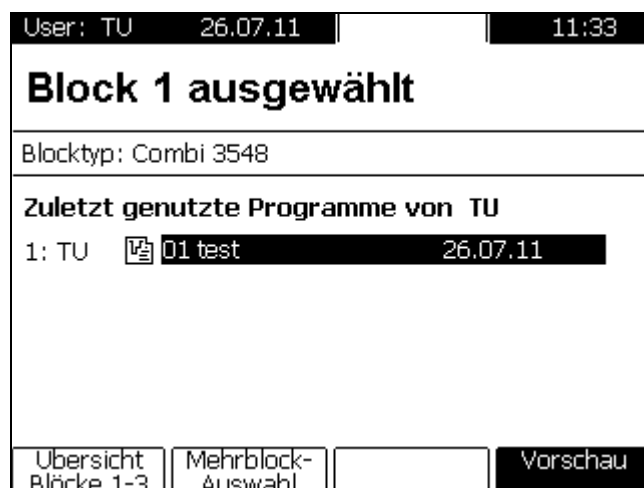 User: TU 26.07.11 11:33
Block 1 ausgewählt
Blocktyp: Combi 3548
Zuletzt genutzte Programme von TU
1: TU 01 test 26.07.11
Übersicht Mehrblock- Vorschau
Blöcke 1-3 Auswahl